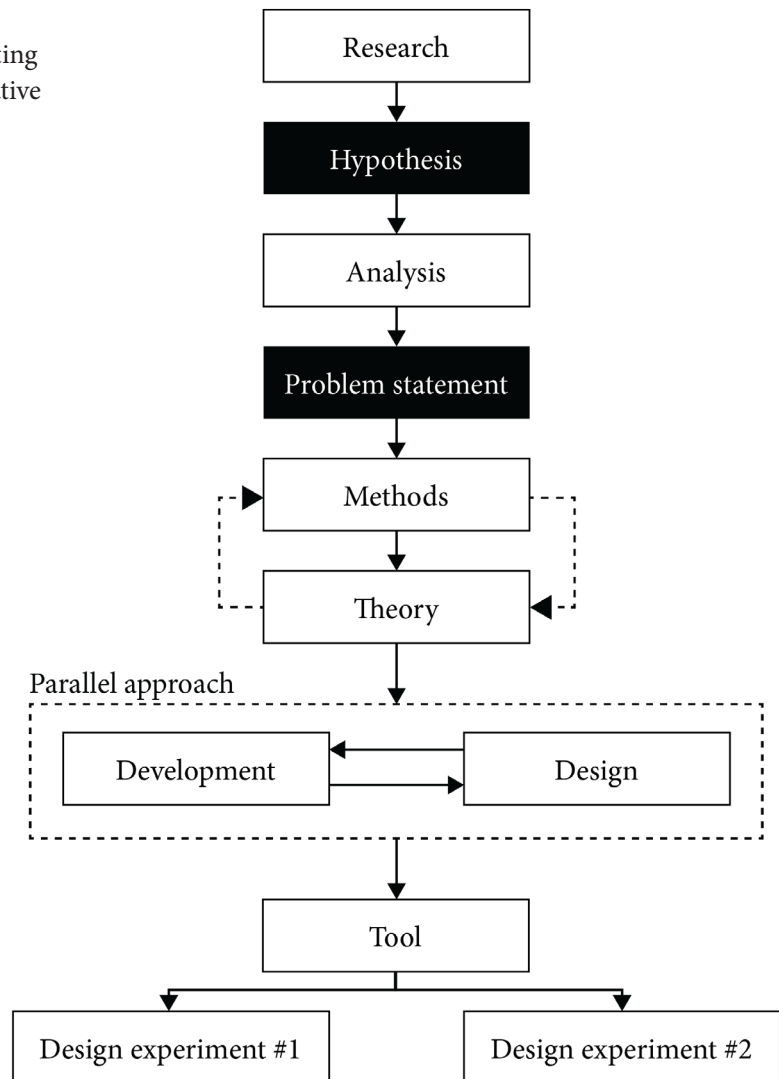 Research
Hypothesis
Analysis
Problem statement
Methods
Theory
Parallel approach
Development
Design
Tool
Design experiment #1
Design experiment #2